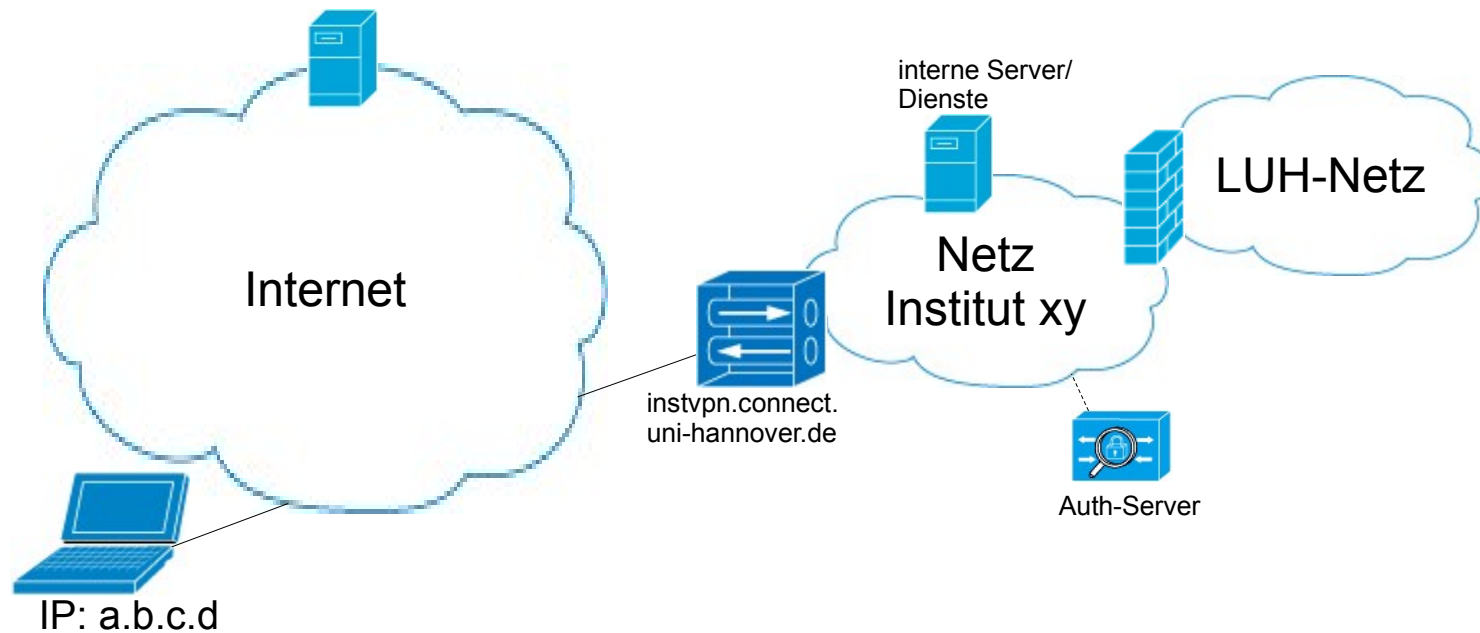 interne Server/
Dienste
LUH-Netz
Internet
Netz
Institut xy
instvpn.connect.
uni-hannover.de
Auth-Server
IP: a.b.c.d